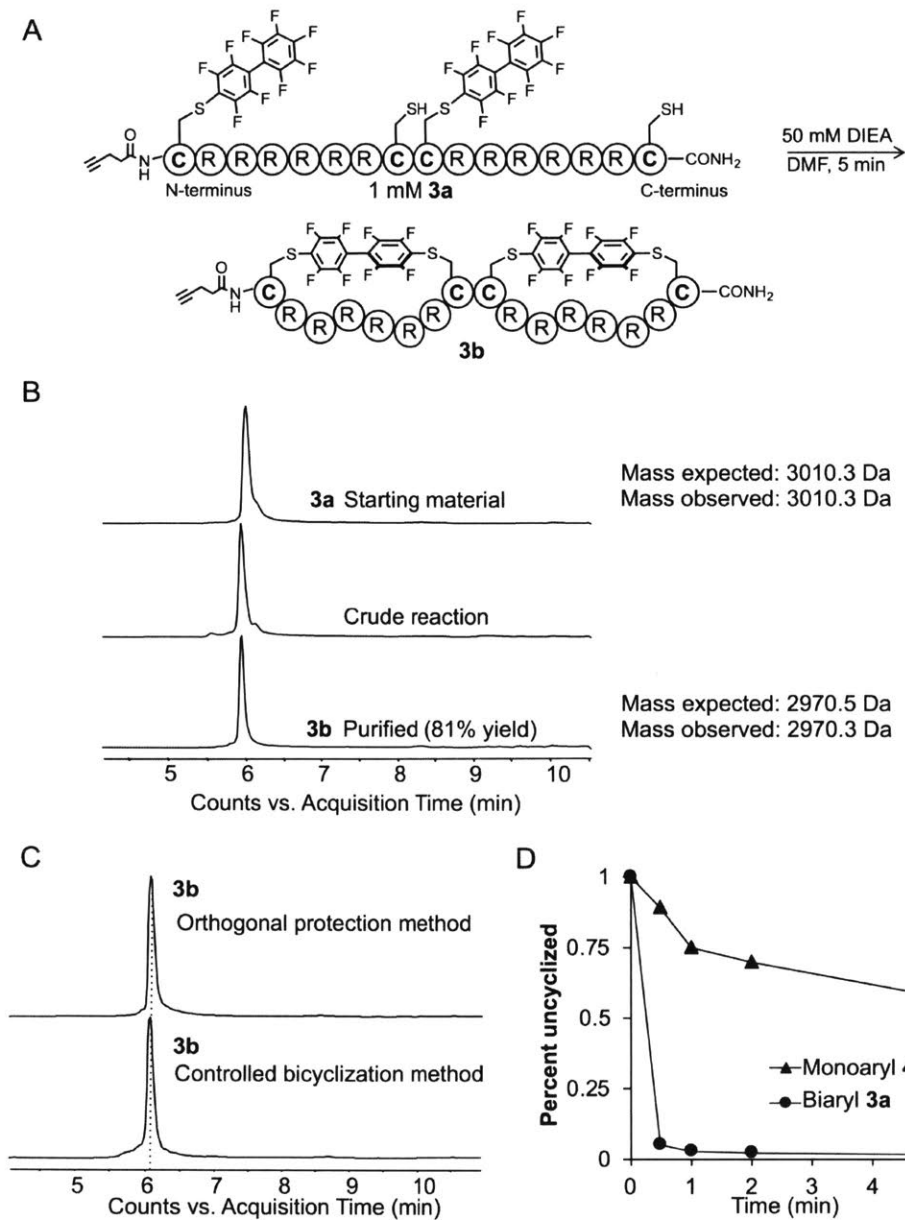 A
F F F F F F F F F
F F F F F F F F F
S SH S SH
O
N
H
C R R R R R R C C R R R R R R C CONH₂
N-terminus 1 mM 3a C-terminus
50 mM DIEA
DMF, 5 min
F F F F F F F F
S S S S
F F F F F F F F
O
N
H
C R R R R R R C C R R R R R R C CONH₂
3b
B
3a Starting material
Mass expected: 3010.3 Da
Mass observed: 3010.3 Da
Crude reaction
3b Purified (81% yield)
Mass expected: 2970.5 Da
Mass observed: 2970.3 Da
5 6 7 8 9 10
Counts vs. Acquisition Time (min)
C
3b
Orthogonal protection method
3b
Controlled bicyclization method
5 6 7 8 9 10
Counts vs. Acquisition Time (min)
D
Percent uncyclized
1
0.75
0.5
0.25
0
Monoaryl
Biaryl 3a
0 2 4
Time (min)